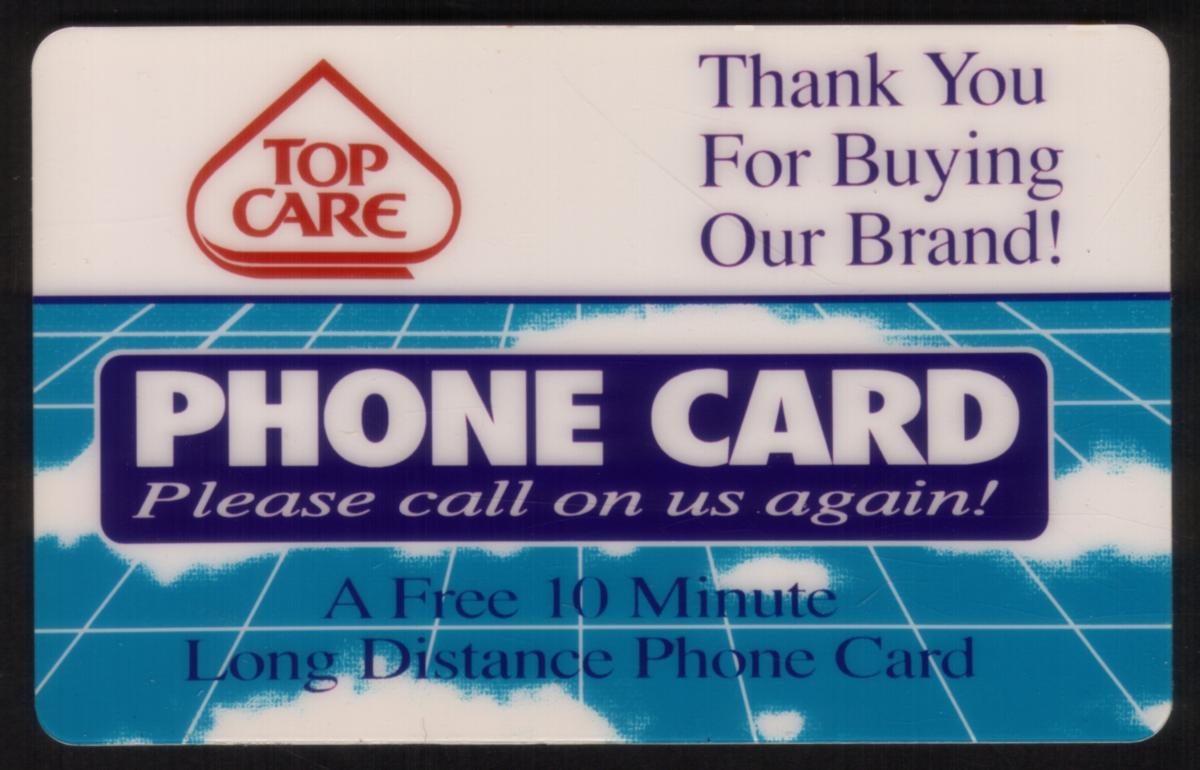 TOP
CARE
Thank You
For Buying
Our Brand!
PHONE CARD
Please call on us again!
A Free 10 Minute
Long Distance Phone Card